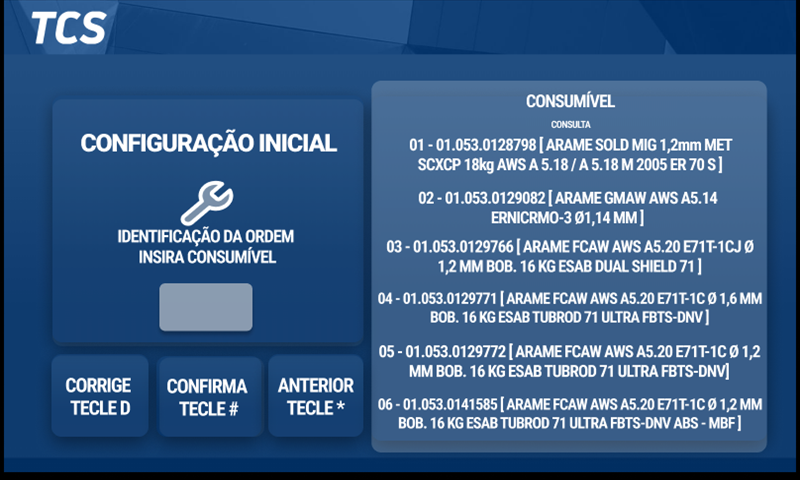 TCS
CONFIGURAÇÃO INICIAL
IDENTIFICAÇÃO DA ORDEM
INSIRA CONSUMÍVEL
CORRIGE
TECLE D
CONFIRMA
TECLE #
ANTERIOR
TECLE *
CONSUMÍVEL
CONSULTA
01 - 01.053.0128798 [ ARAME SOLD MIG 1,2mm MET
SCXCP 18kg AWS A 5.18 / A 5.18 M 2005 ER 70 S ]
02 - 01.053.0129082 [ ARAME GMAW AWS A5.14
ERNICRMO-3 Ø1,14 MM ]
03 - 01.053.0129766 [ ARAME FCAW AWS A5.20 E71T-1CJ Ø
1,2 MM BOB. 16 KG ESAB DUAL SHIELD 71 ]
04 - 01.053.0129771 [ ARAME FCAW AWS A5.20 E71T-1C Ø 1,6 MM
BOB. 16 KG ESAB TUBROD 71 ULTRA FBTS-DNV ]
05 - 01.053.0129772 [ ARAME FCAW AWS A5.20 E71T-1C Ø 1,2
MM BOB. 16 KG ESAB TUBROD 71 ULTRA FBTS-DNV]
06 - 01.053.0141585 [ ARAME FCAW AWS A5.20 E71T-1C Ø 1,2 MM
BOB. 16 KG ESAB TUBROD 71 ULTRA FBTS-DNV ABS - MBF ]